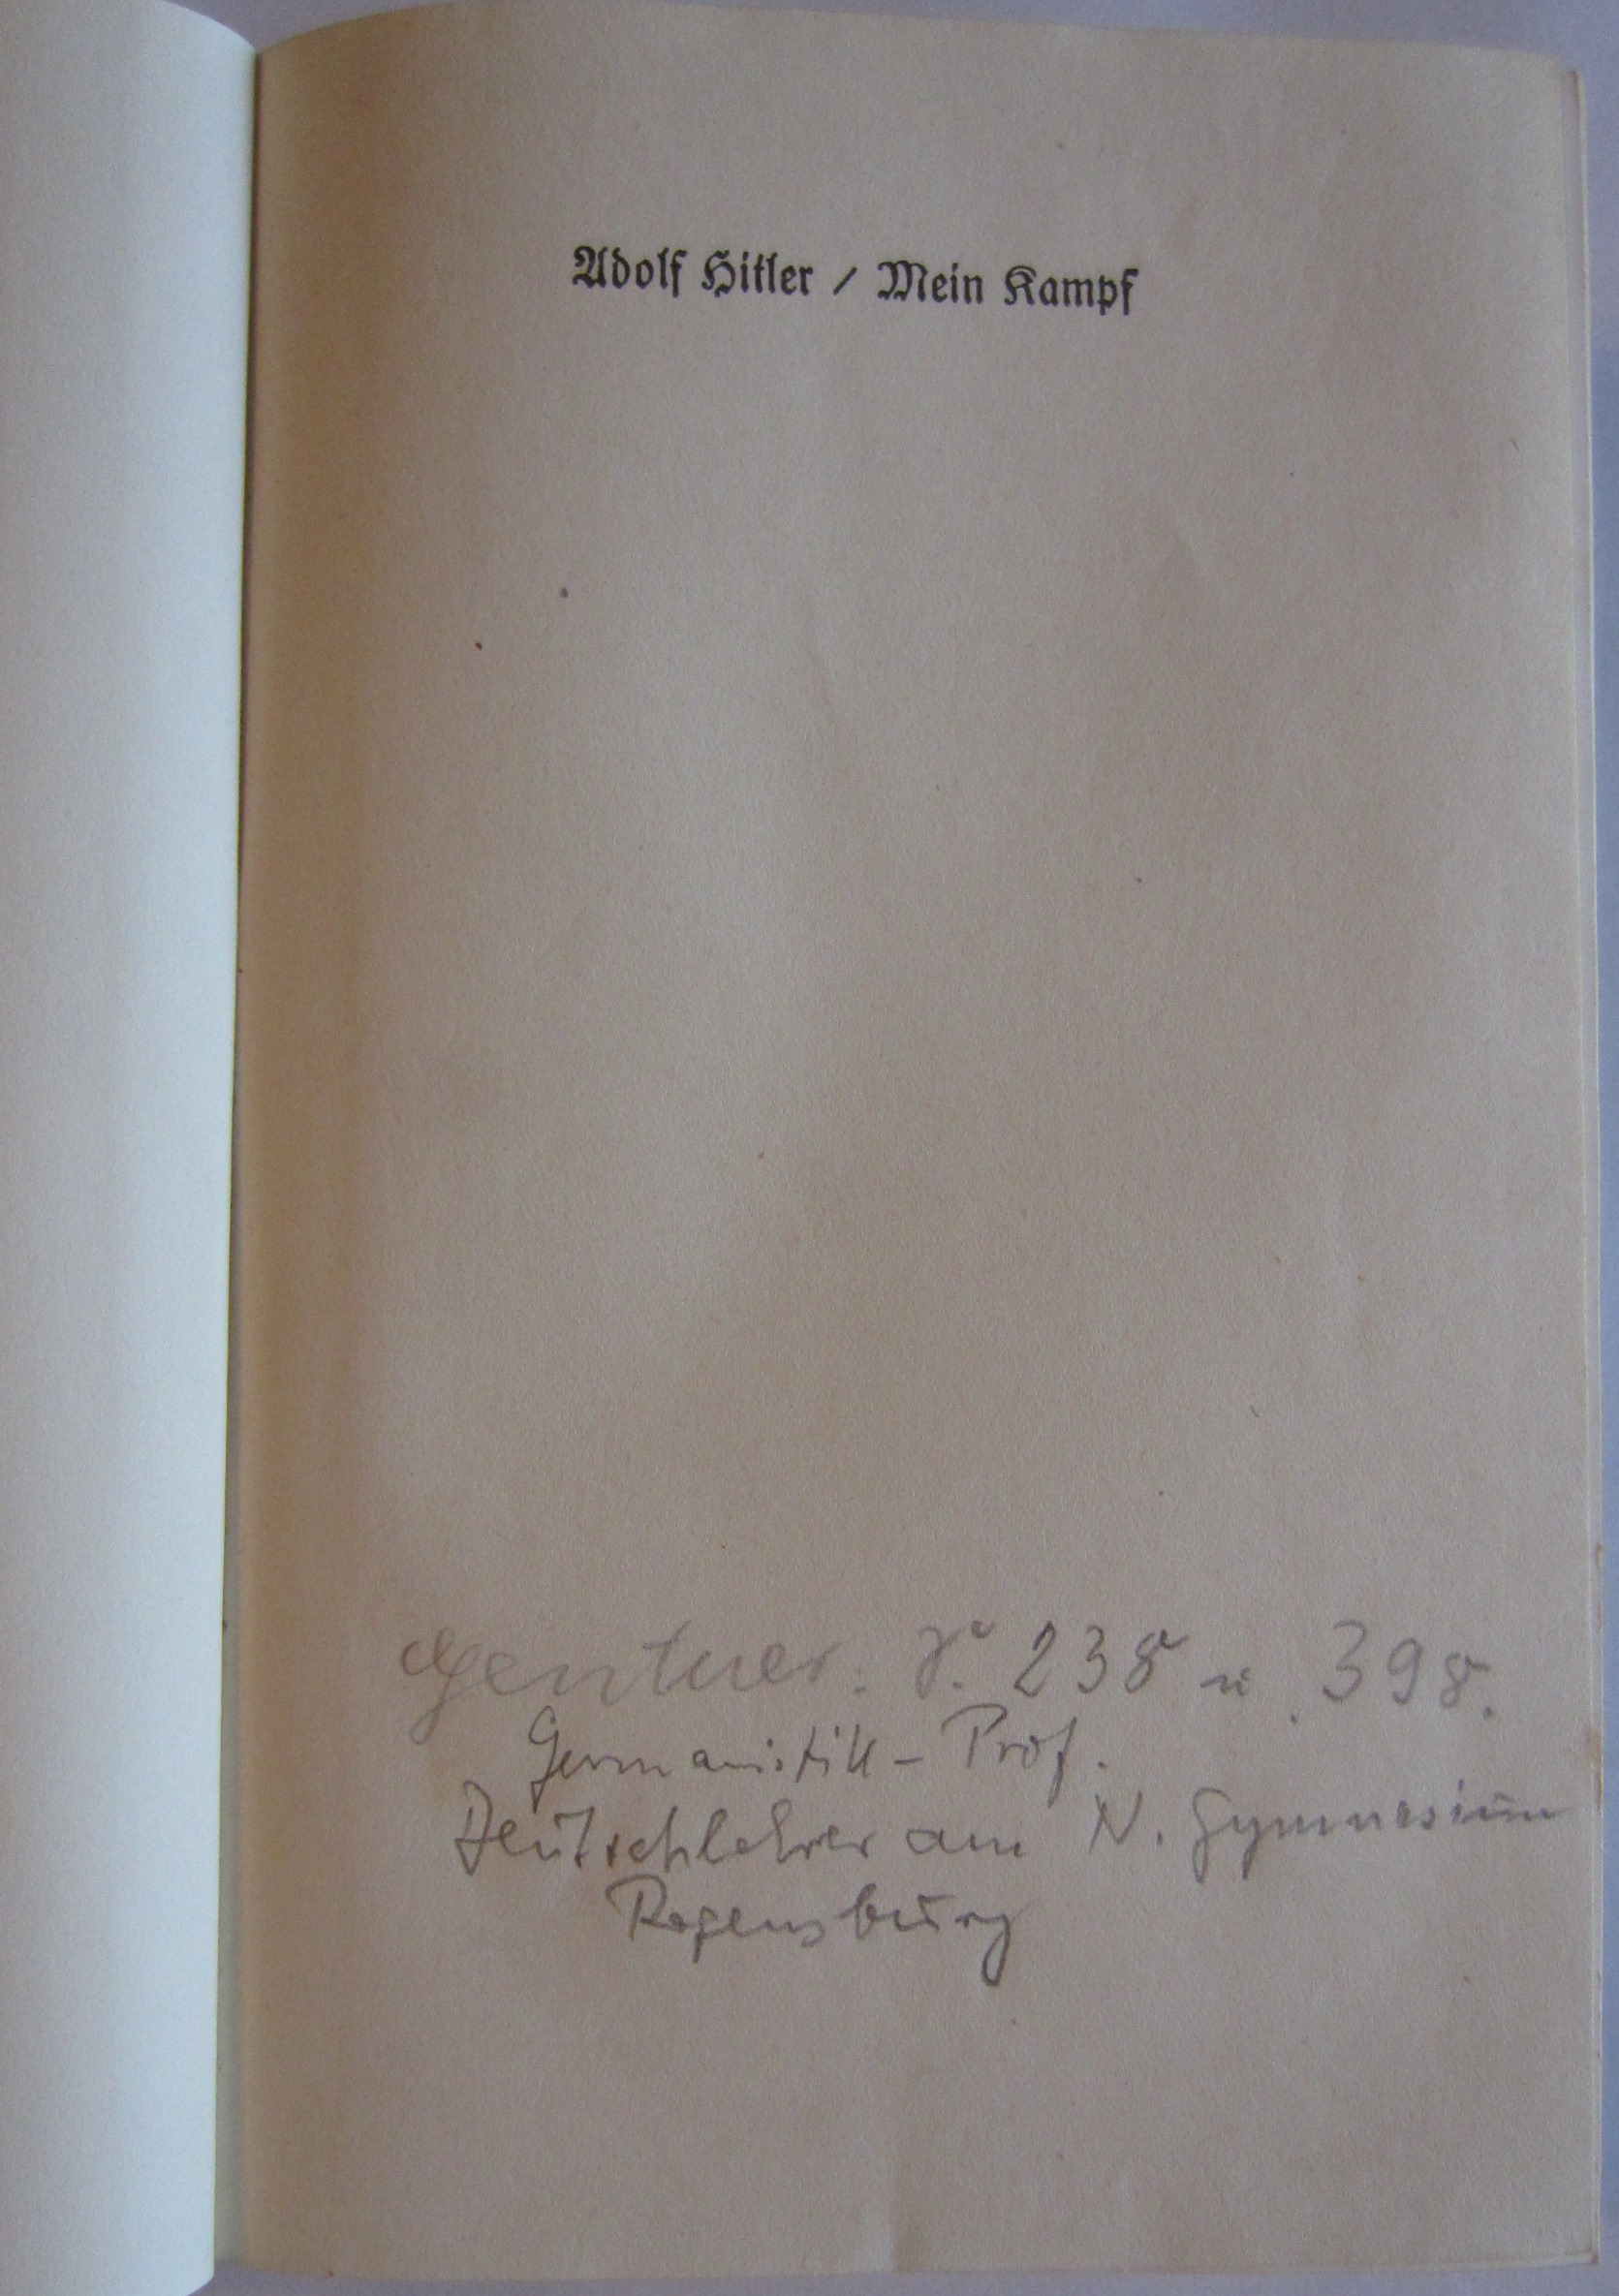 Adolf Hitler / Mein Kampf
Gentner: S. 238 u. 398.
Germanistik-Prof.
Deutschlehrer am N. Gymnasium
Regensburg